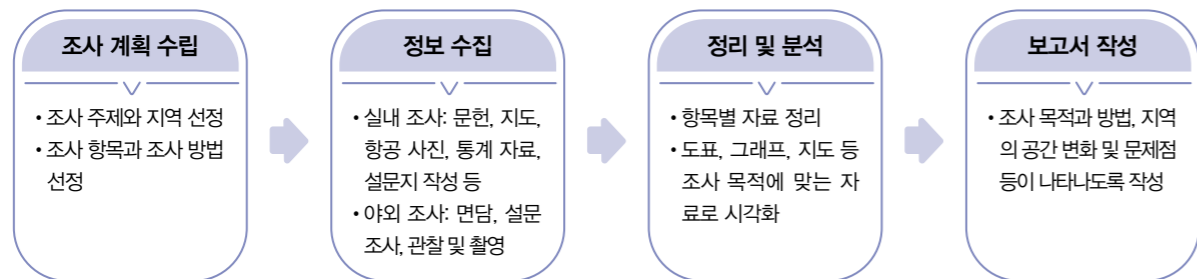 조사 계획 수립
• 조사 주제와 지역 선정
• 조사 항목과 조사 방법
선정
정보 수집
• 실내 조사: 문헌, 지도,
항공 사진, 통계 자료,
설문지 작성 등
• 야외 조사: 면담, 설문
조사, 관찰 및 촬영
정리 및 분석
• 항목별 자료 정리
• 도표, 그래프, 지도 등
조사 목적에 맞는 자
료로 시각화
보고서 작성
• 조사 목적과 방법, 지역
의 공간 변화 및 문제점
등이 나타나도록 작성